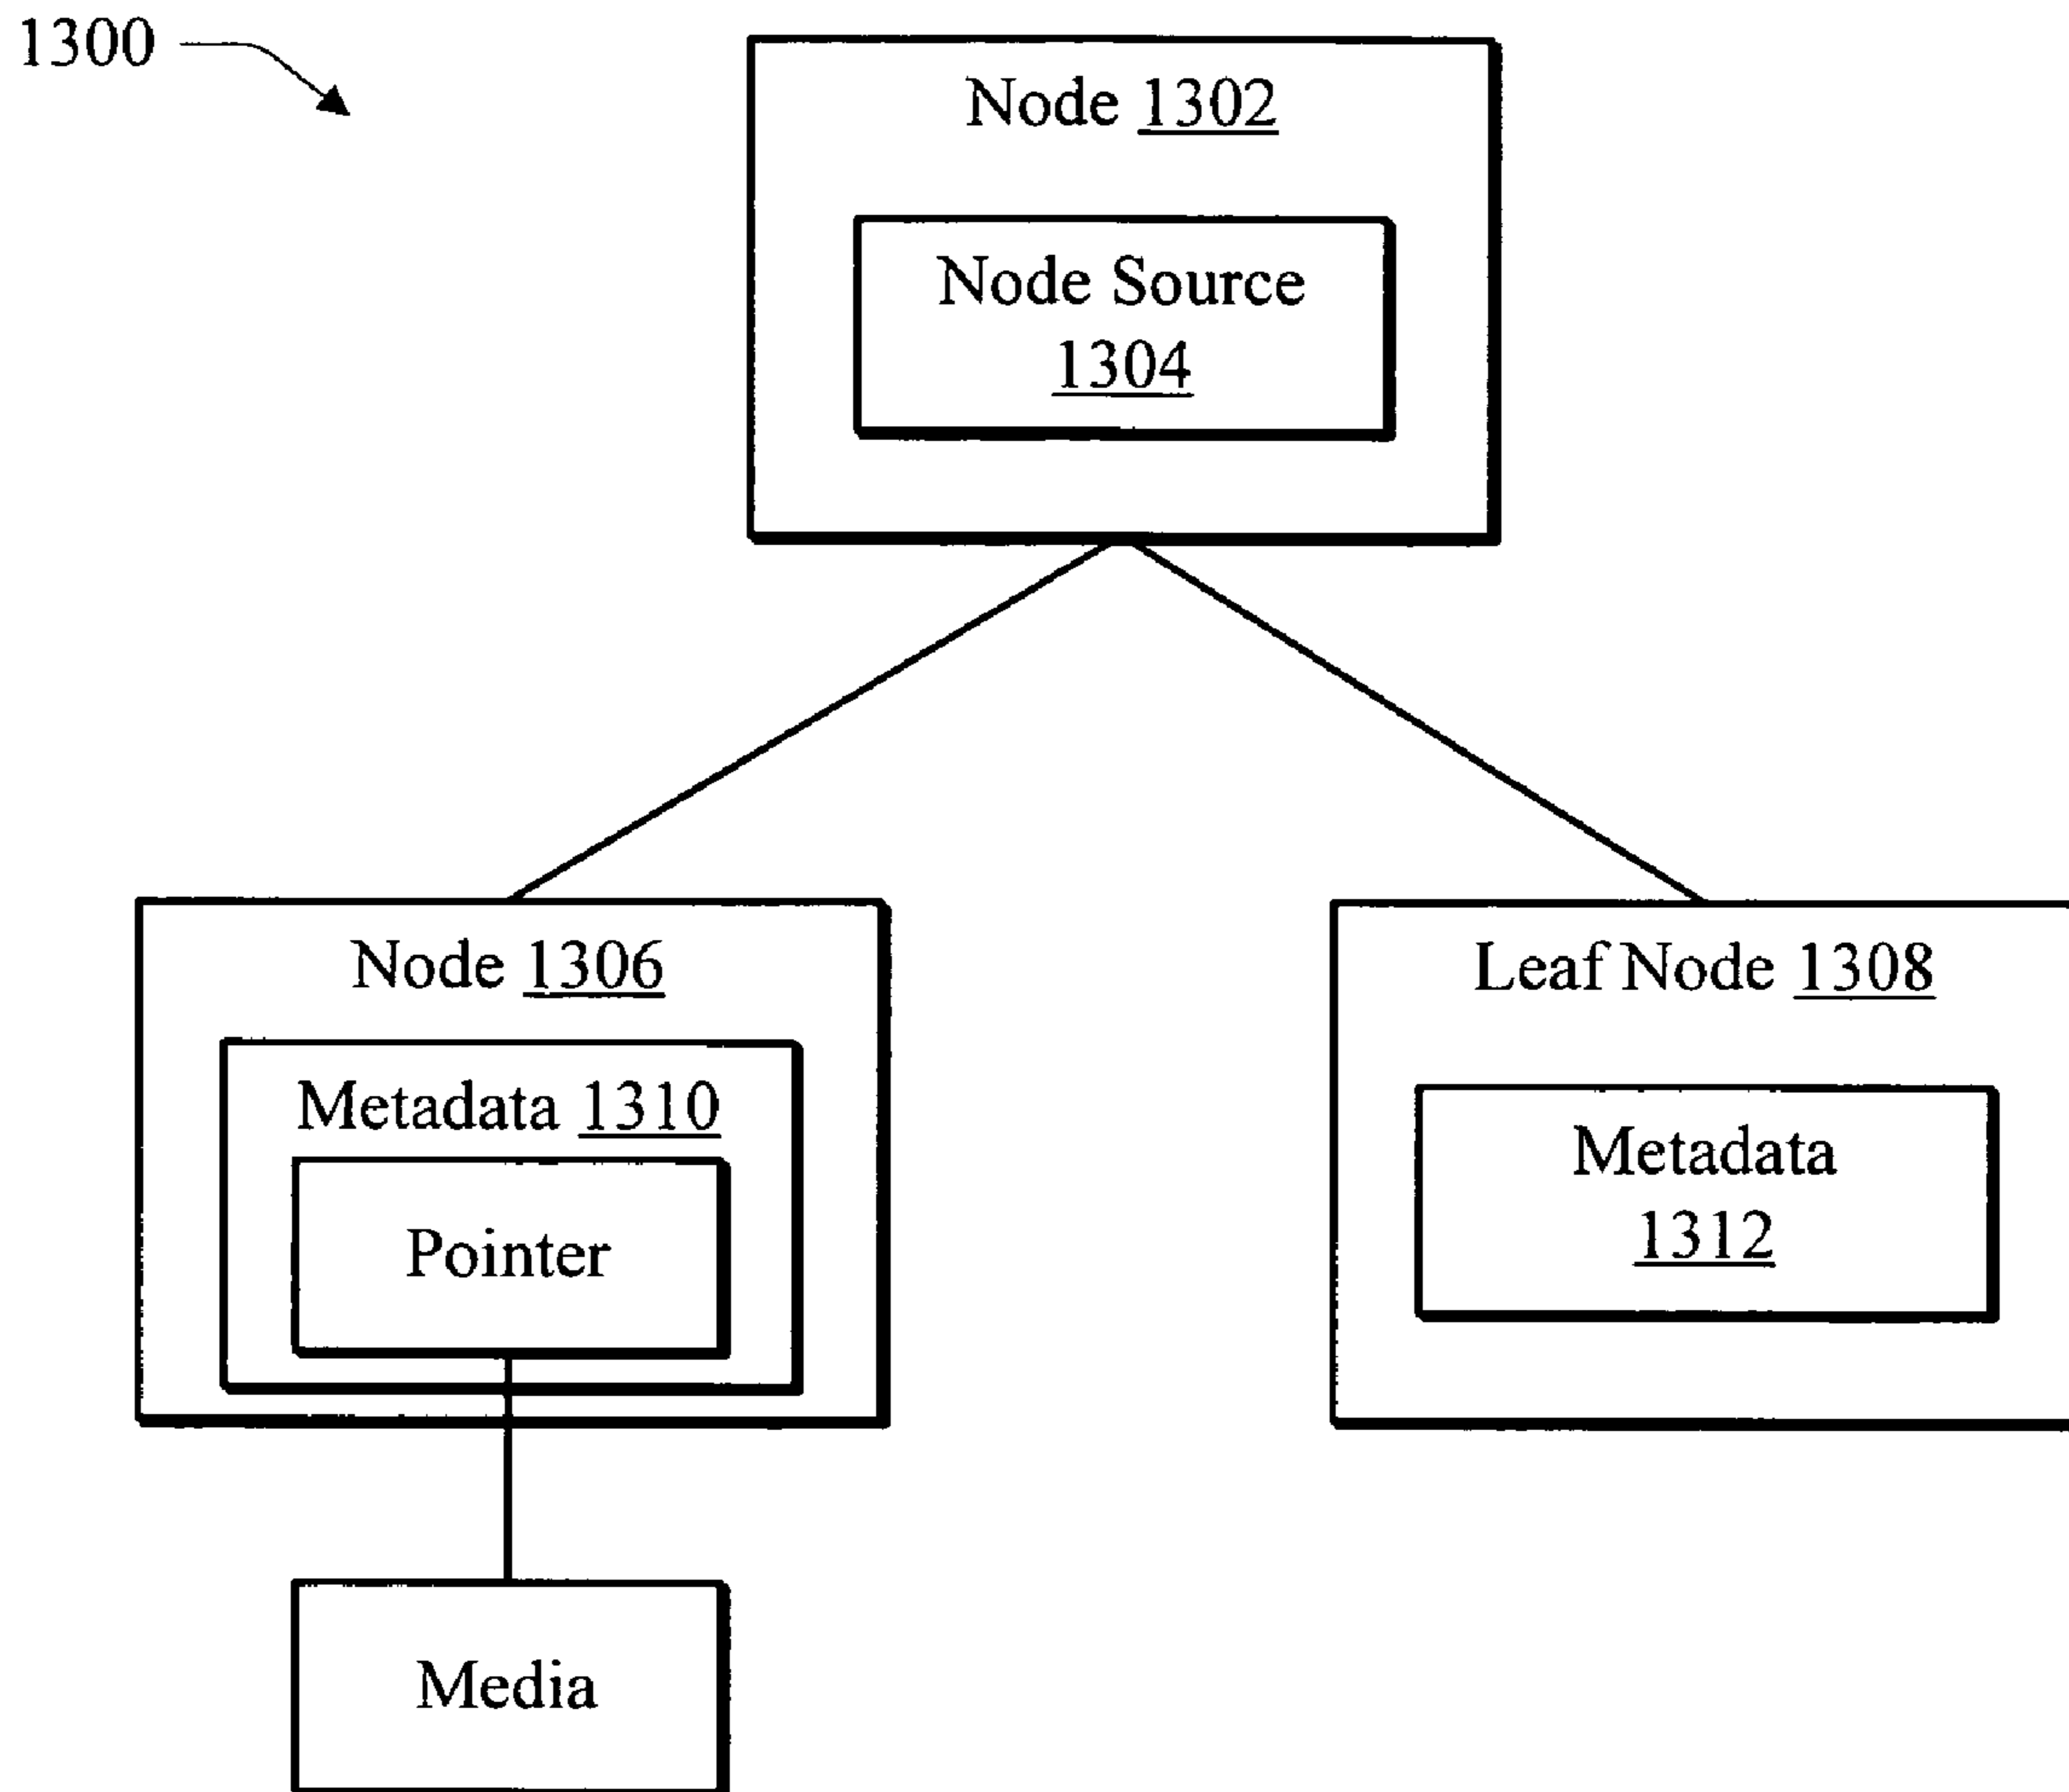 1300
Node 1302
Node Source
1304
Node 1306
Metadata 1310
Pointer
Leaf Node 1308
Metadata
1312
Media